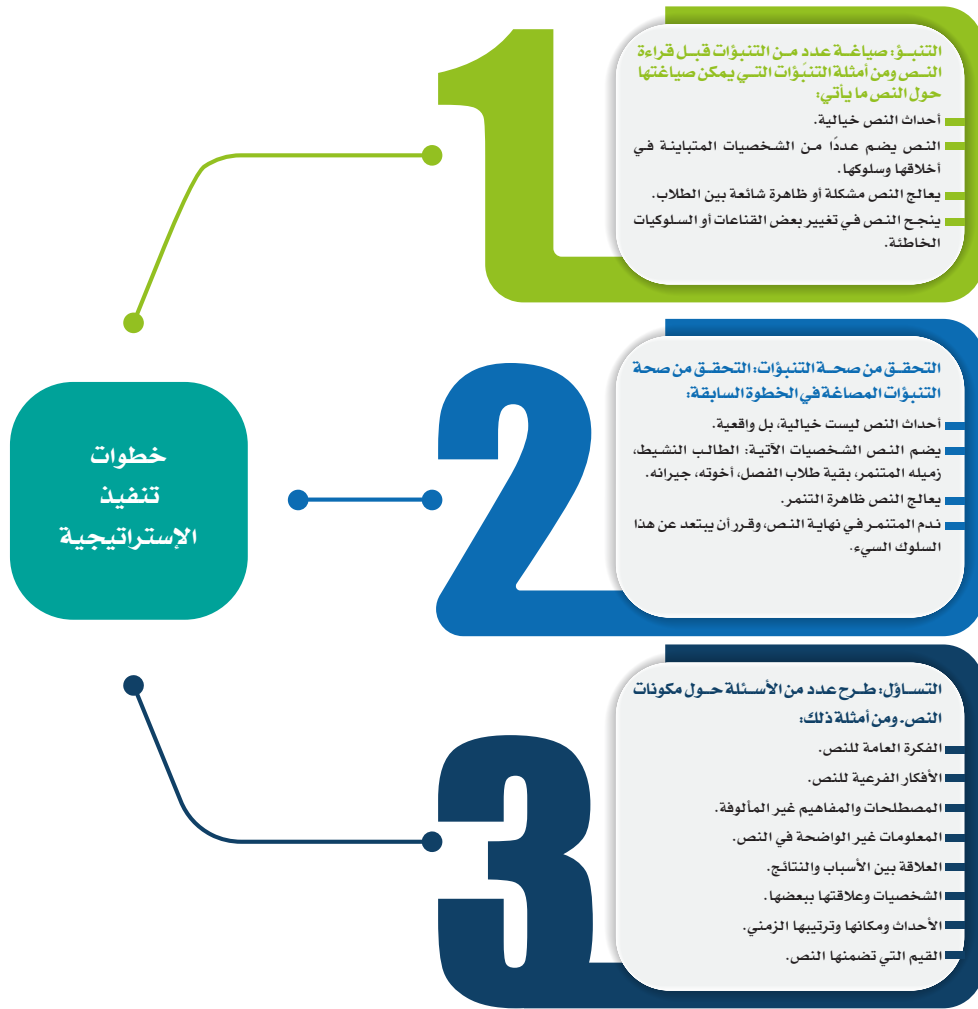 1
التنبؤ: صياغة عدد من التنبؤات قبل قراءة
النص ومن أمثلة التنبَؤات التي يمكن صياغتها
حول النص ما يأتي:
أحداث النص خيالية.
النص يضم عددًا من الشخصيات المتباينة في
أخلاقها وسلوكها.
يعالج النص مشكلة أو ظاهرة شائعة بين الطلاب.
ينجح النص في تغيير بعض القناعات أو السلوكيات
الخاطئة.
2
التحقق من صحة التنبؤات: التحقق من صحة
التنبؤات المصاغة في الخطوة السابقة:
أحداث النص ليست خيالية، بل واقعية.
يضم النص الشخصيات الآتية: الطالب النشيط،
زميله المتنمر، بقية طلاب الفصل، أخوته، جيرانه.
يعالج النص ظاهرة التنمر.
ندم المتنمر في نهاية النص، وقرر أن يبتعد عن هذا
السلوك السيء.
خطوات
تنفيذ
الإستراتيجية
3
التساؤل: طرح عدد من الأسئلة حول مكونات
النص. ومن أمثلة ذلك:
الفكرة العامة للنص.
الأفكار الفرعية للنص.
المصطلحات والمفاهيم غير المألوفة.
المعلومات غير الواضحة في النص.
العلاقة بين الأسباب والنتائج.
الشخصيات وعلاقتها ببعضها.
الأحداث ومكانها وترتيبها الزمني.
القيم التي تضمنها النص.